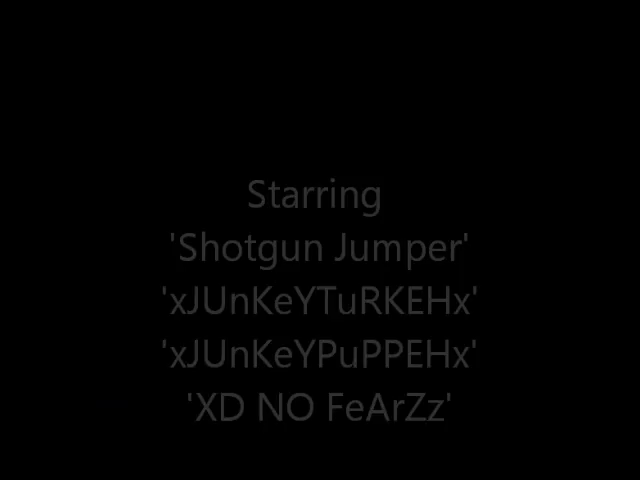 Starring
'Shotgun Jumper'
'xJUnKeYTuRKEHx'
'xJUnKeYPuPPEHx'
'XD NO FeArZz'